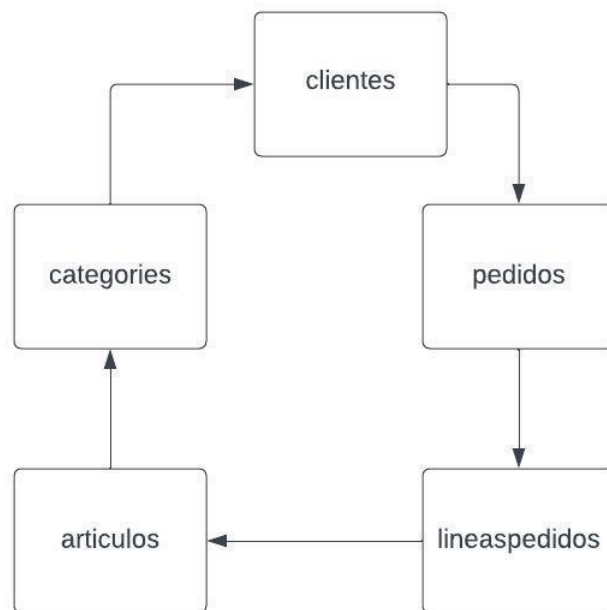 clientes
categories
pedidos
articulos
lineaspedidos